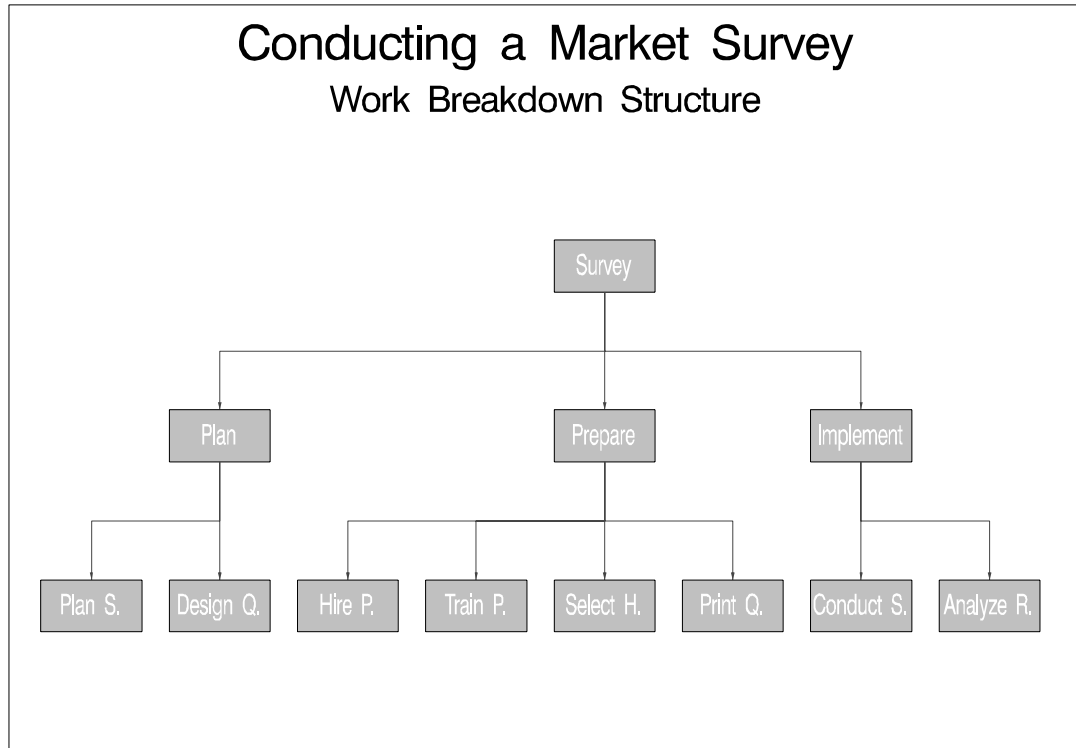 Conducting a Market Survey
Work Breakdown Structure
Survey
Plan
Prepare
Implement
Plan S.
Design Q.
Hire P.
Train P.
Select H.
Print Q.
Conduct S.
Analyze R.